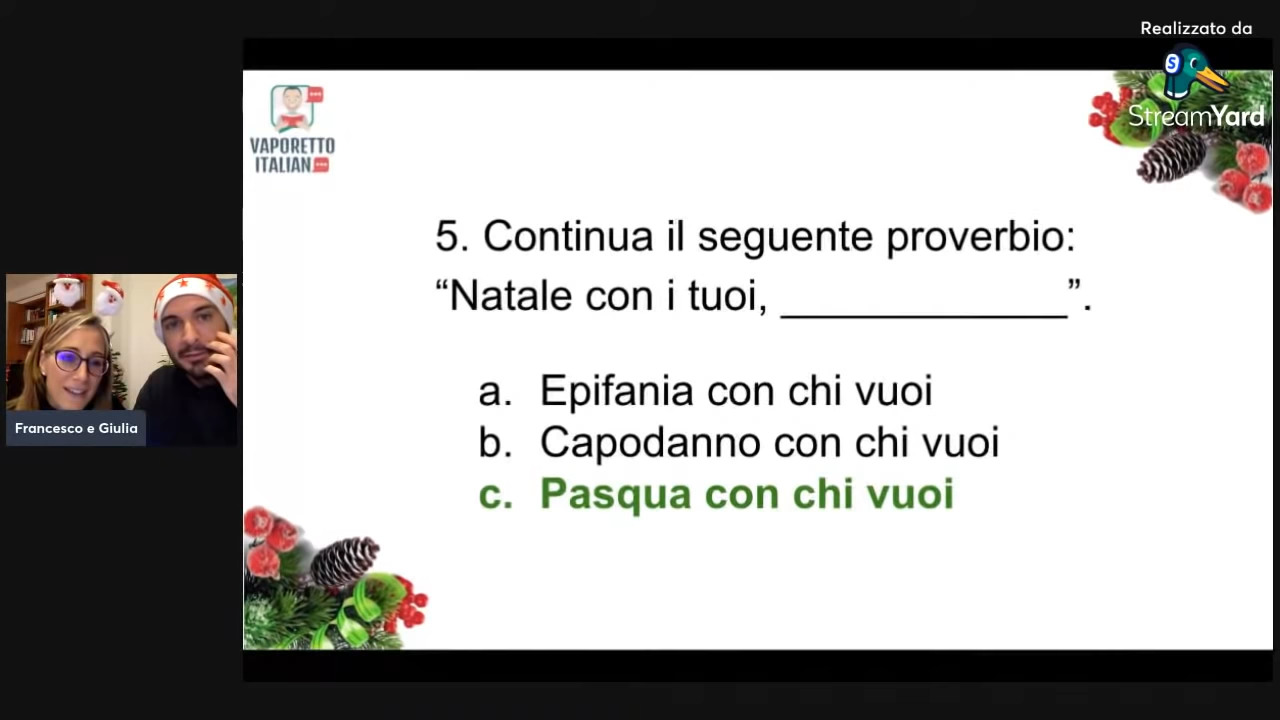 Realizzato da
StreamYard
VAPORETTO
ITALIAN
5. Continua il seguente proverbio:
“Natale con i tuoi, _____________”.
a. Epifania con chi vuoi
b. Capodanno con chi vuoi
c. Pasqua con chi vuoi
Francesco e Giulia